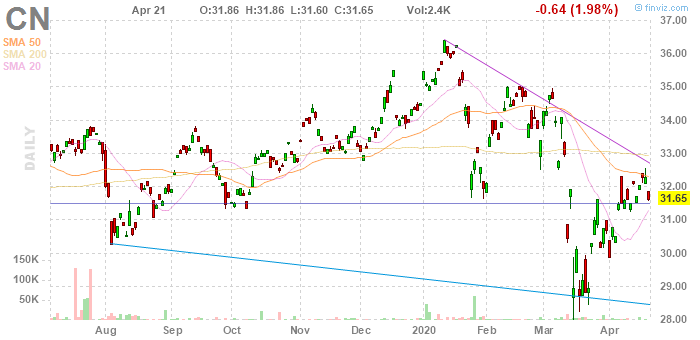 CN Apr 21 O:31.86 H:31.86 L:31.60 C:31.65 Vol:2.4K -0.64 (1.98%)
© finviz.com
SMA 50
SMA 200
SMA 20
DAILY
37.00
36.00
35.00
34.00
33.00
32.00
31.65
31.00
30.00
29.00
28.00
150K
100K
50K
Aug Sep Oct Nov Dec 2020 Feb Mar Apr